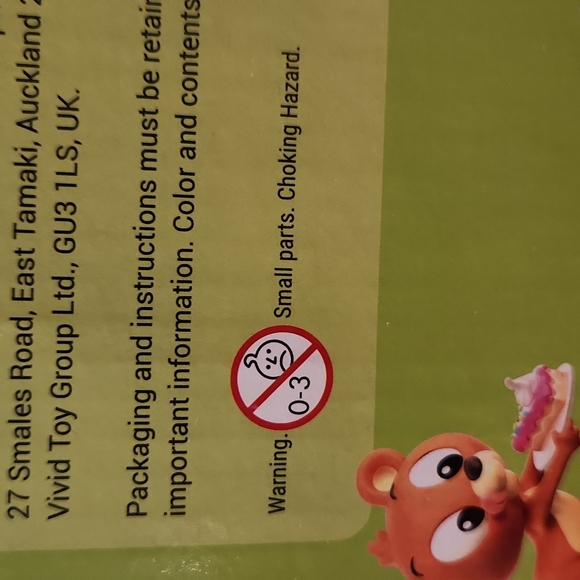 27 Smales Road, East Tamaki, Auckland
Vivid Toy Group Ltd., GU3 1LS, UK.
Packaging and instructions must be
important information. Color and contents
Warning. 0-3 Small parts. Choking Hazard.